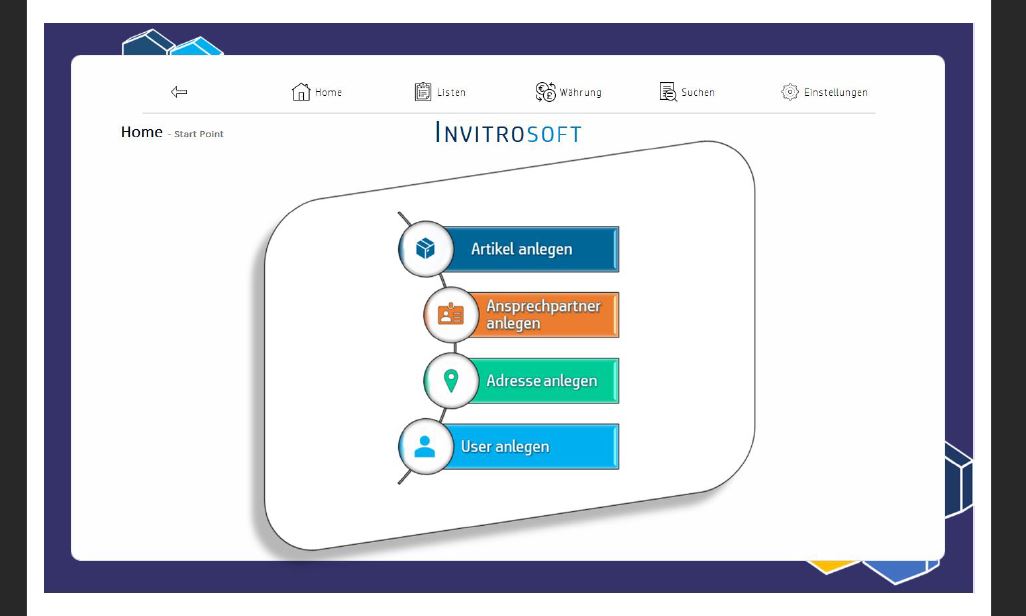 Home
Listen
Währung
Suchen
Einstellungen
Home - Start Point
INVITROSOFT
Artikel anlegen
Ansprechpartner
anlegen
Adresse anlegen
User anlegen